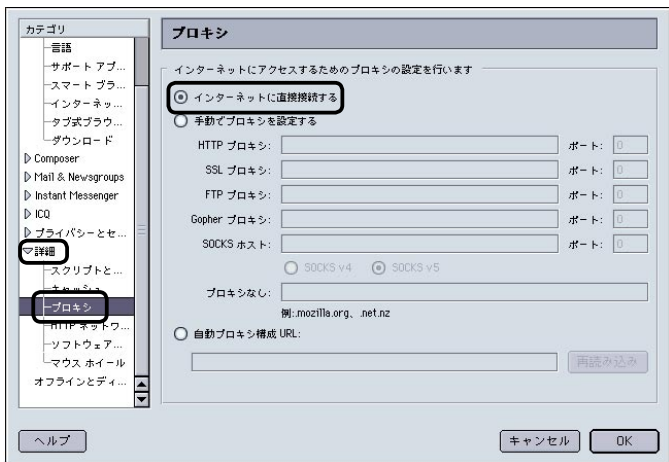 カテゴリ
言語
サポート アプ...
スマート ブラ...
インターネッ...
タブ式ブラウ...
ダウンロード
Composer
Mail & Newsgroups
Instant Messenger
ICQ
プライバシーとセ...
詳細
スクリプトと...
キャッシュ
プロキシ
HTTP ネットワ...
ソフトウェア...
マウス ホイール
オフラインとディ...
プロキシ
インターネットにアクセスするためのプロキシの設定を行います
インターネットに直接接続する
手動でプロキシを設定する
HTTP プロキシ: ポート: 0
SSL プロキシ: ポート: 0
FTP プロキシ: ポート: 0
Gopher プロキシ: ポート: 0
SOCKS ホスト: ポート: 0
SOCKS v4 SOCKS v5
プロキシなし:
例:.mozilla.org、.net.nz
自動プロキシ構成 URL:
再読み込み
ヘルプ キャンセル OK